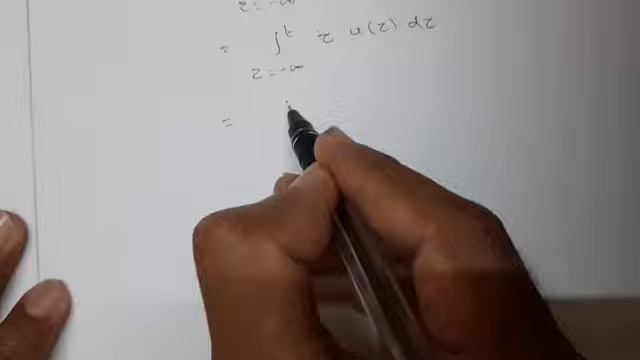 τ = -∞
= ∫^t τ u(τ) dτ
τ = -∞
=